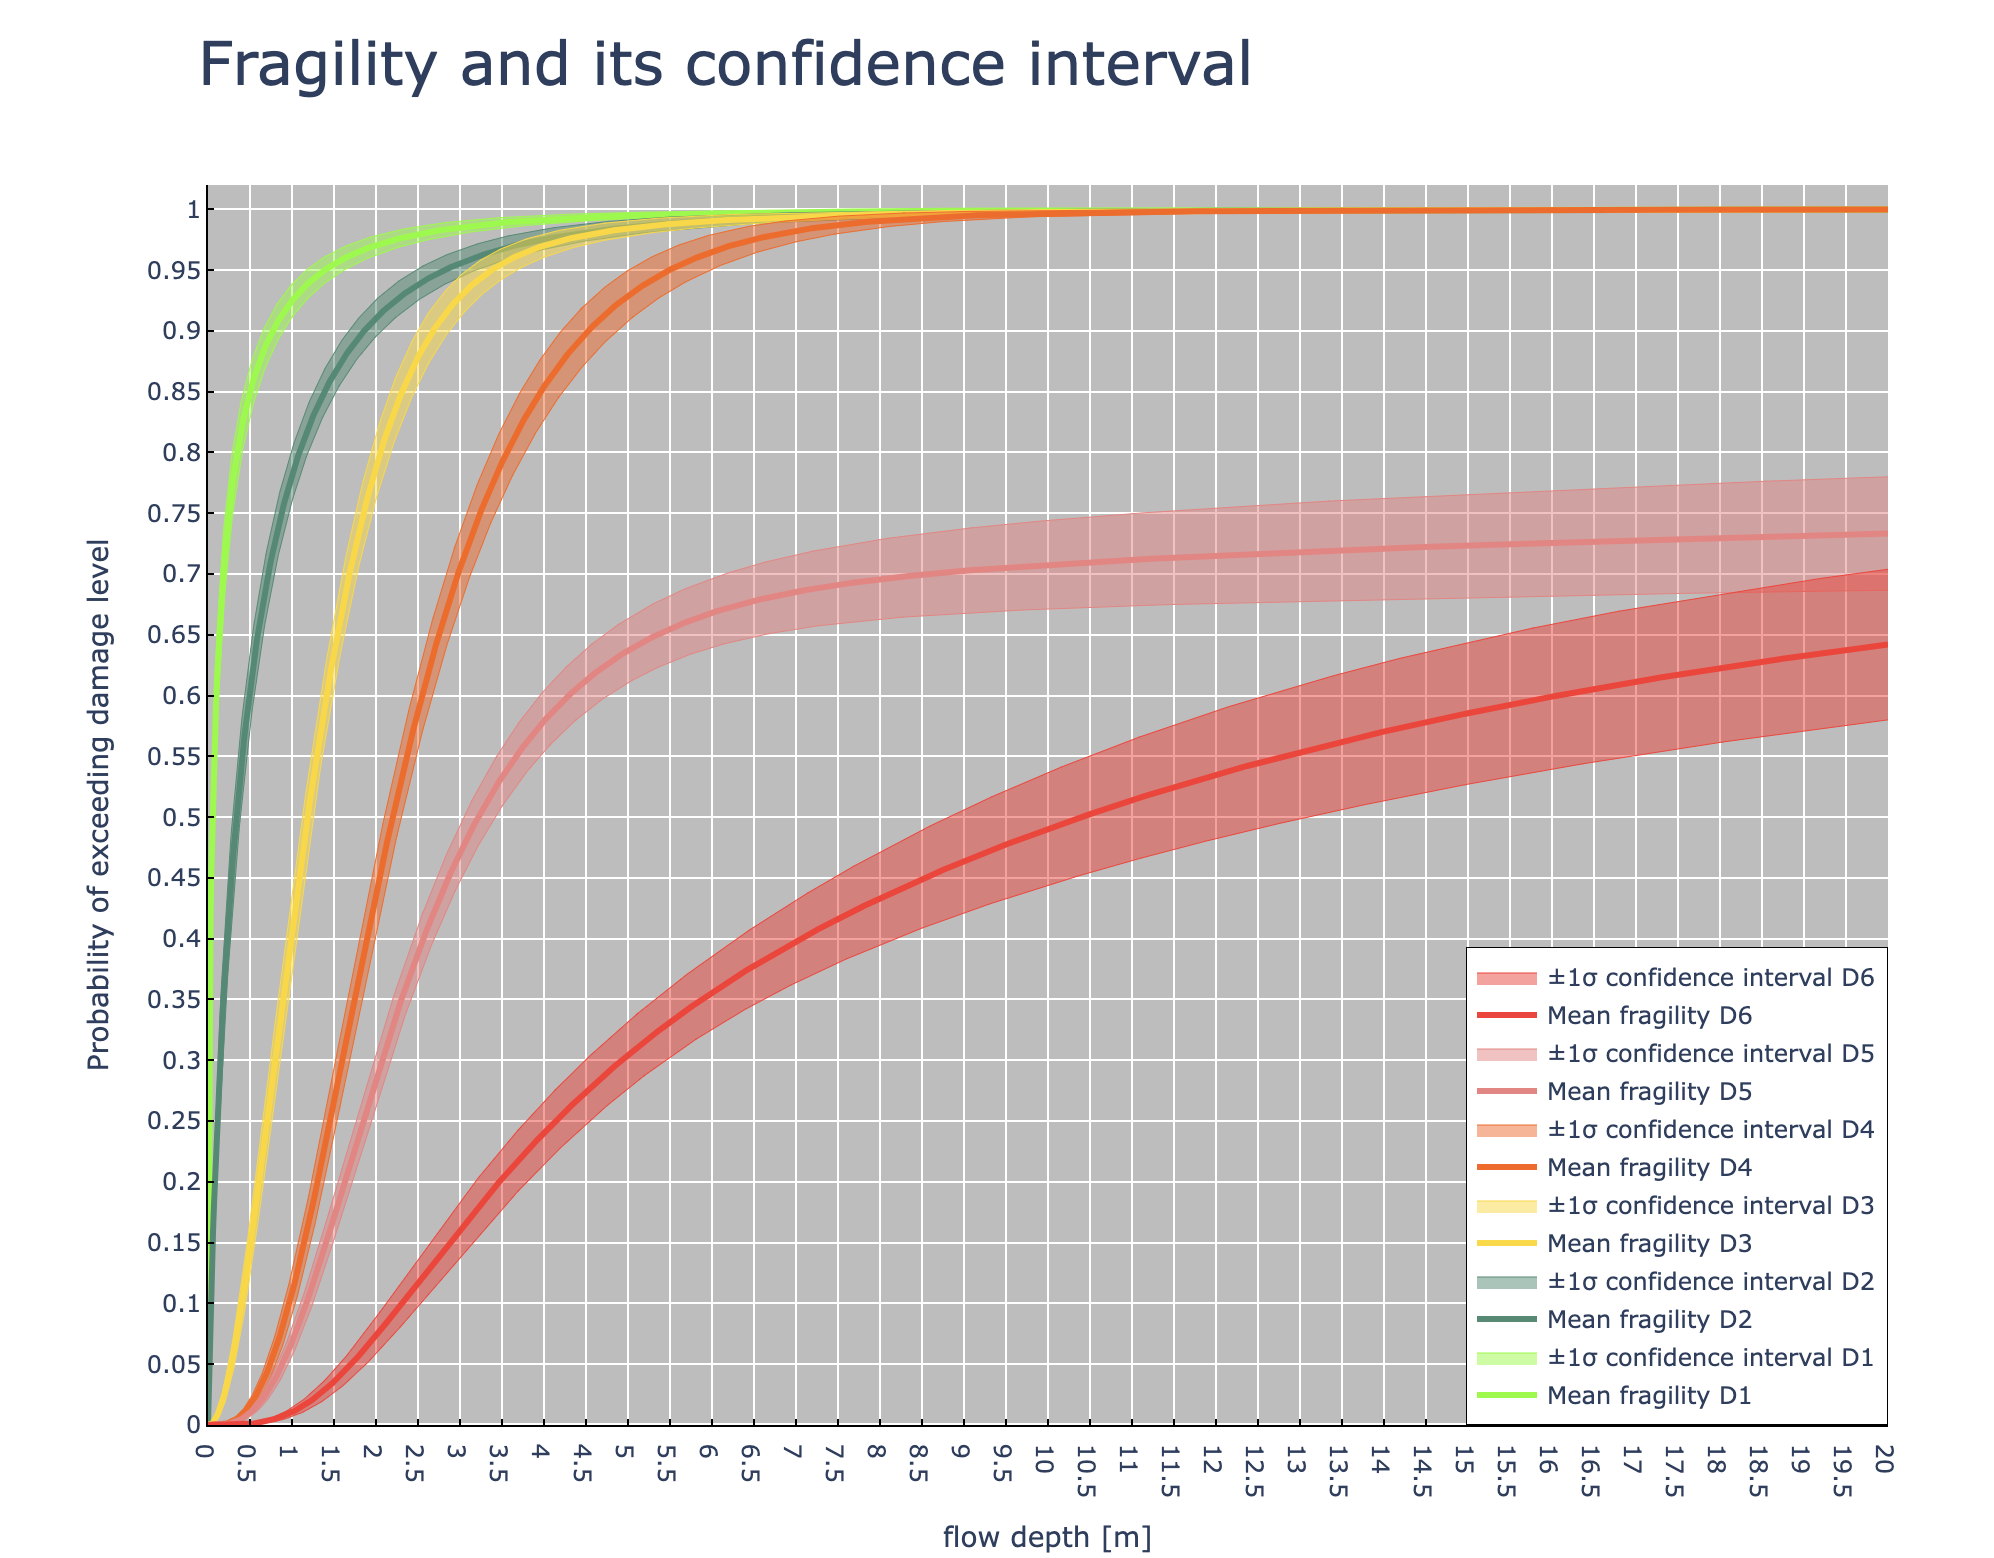 Fragility and its confidence interval
Probability of exceeding damage level
1
0.95
0.9
0.85
0.8
0.75
0.7
0.65
0.6
0.55
0.5
0.45
0.4
0.35
0.3
0.25
0.2
0.15
0.1
0.05
0
0 0.5 1 1.5 2 2.5 3 3.5 4 4.5 5 5.5 6 6.5 7 7.5 8 8.5 9 9.5 10 10.5 11 11.5 12 12.5 13 13.5 14 14.5 15 15.5 16 16.5 17 17.5 18 18.5 19 19.5 20
flow depth [m]
±1σ confidence interval D6
Mean fragility D6
±1σ confidence interval D5
Mean fragility D5
±1σ confidence interval D4
Mean fragility D4
±1σ confidence interval D3
Mean fragility D3
±1σ confidence interval D2
Mean fragility D2
±1σ confidence interval D1
Mean fragility D1